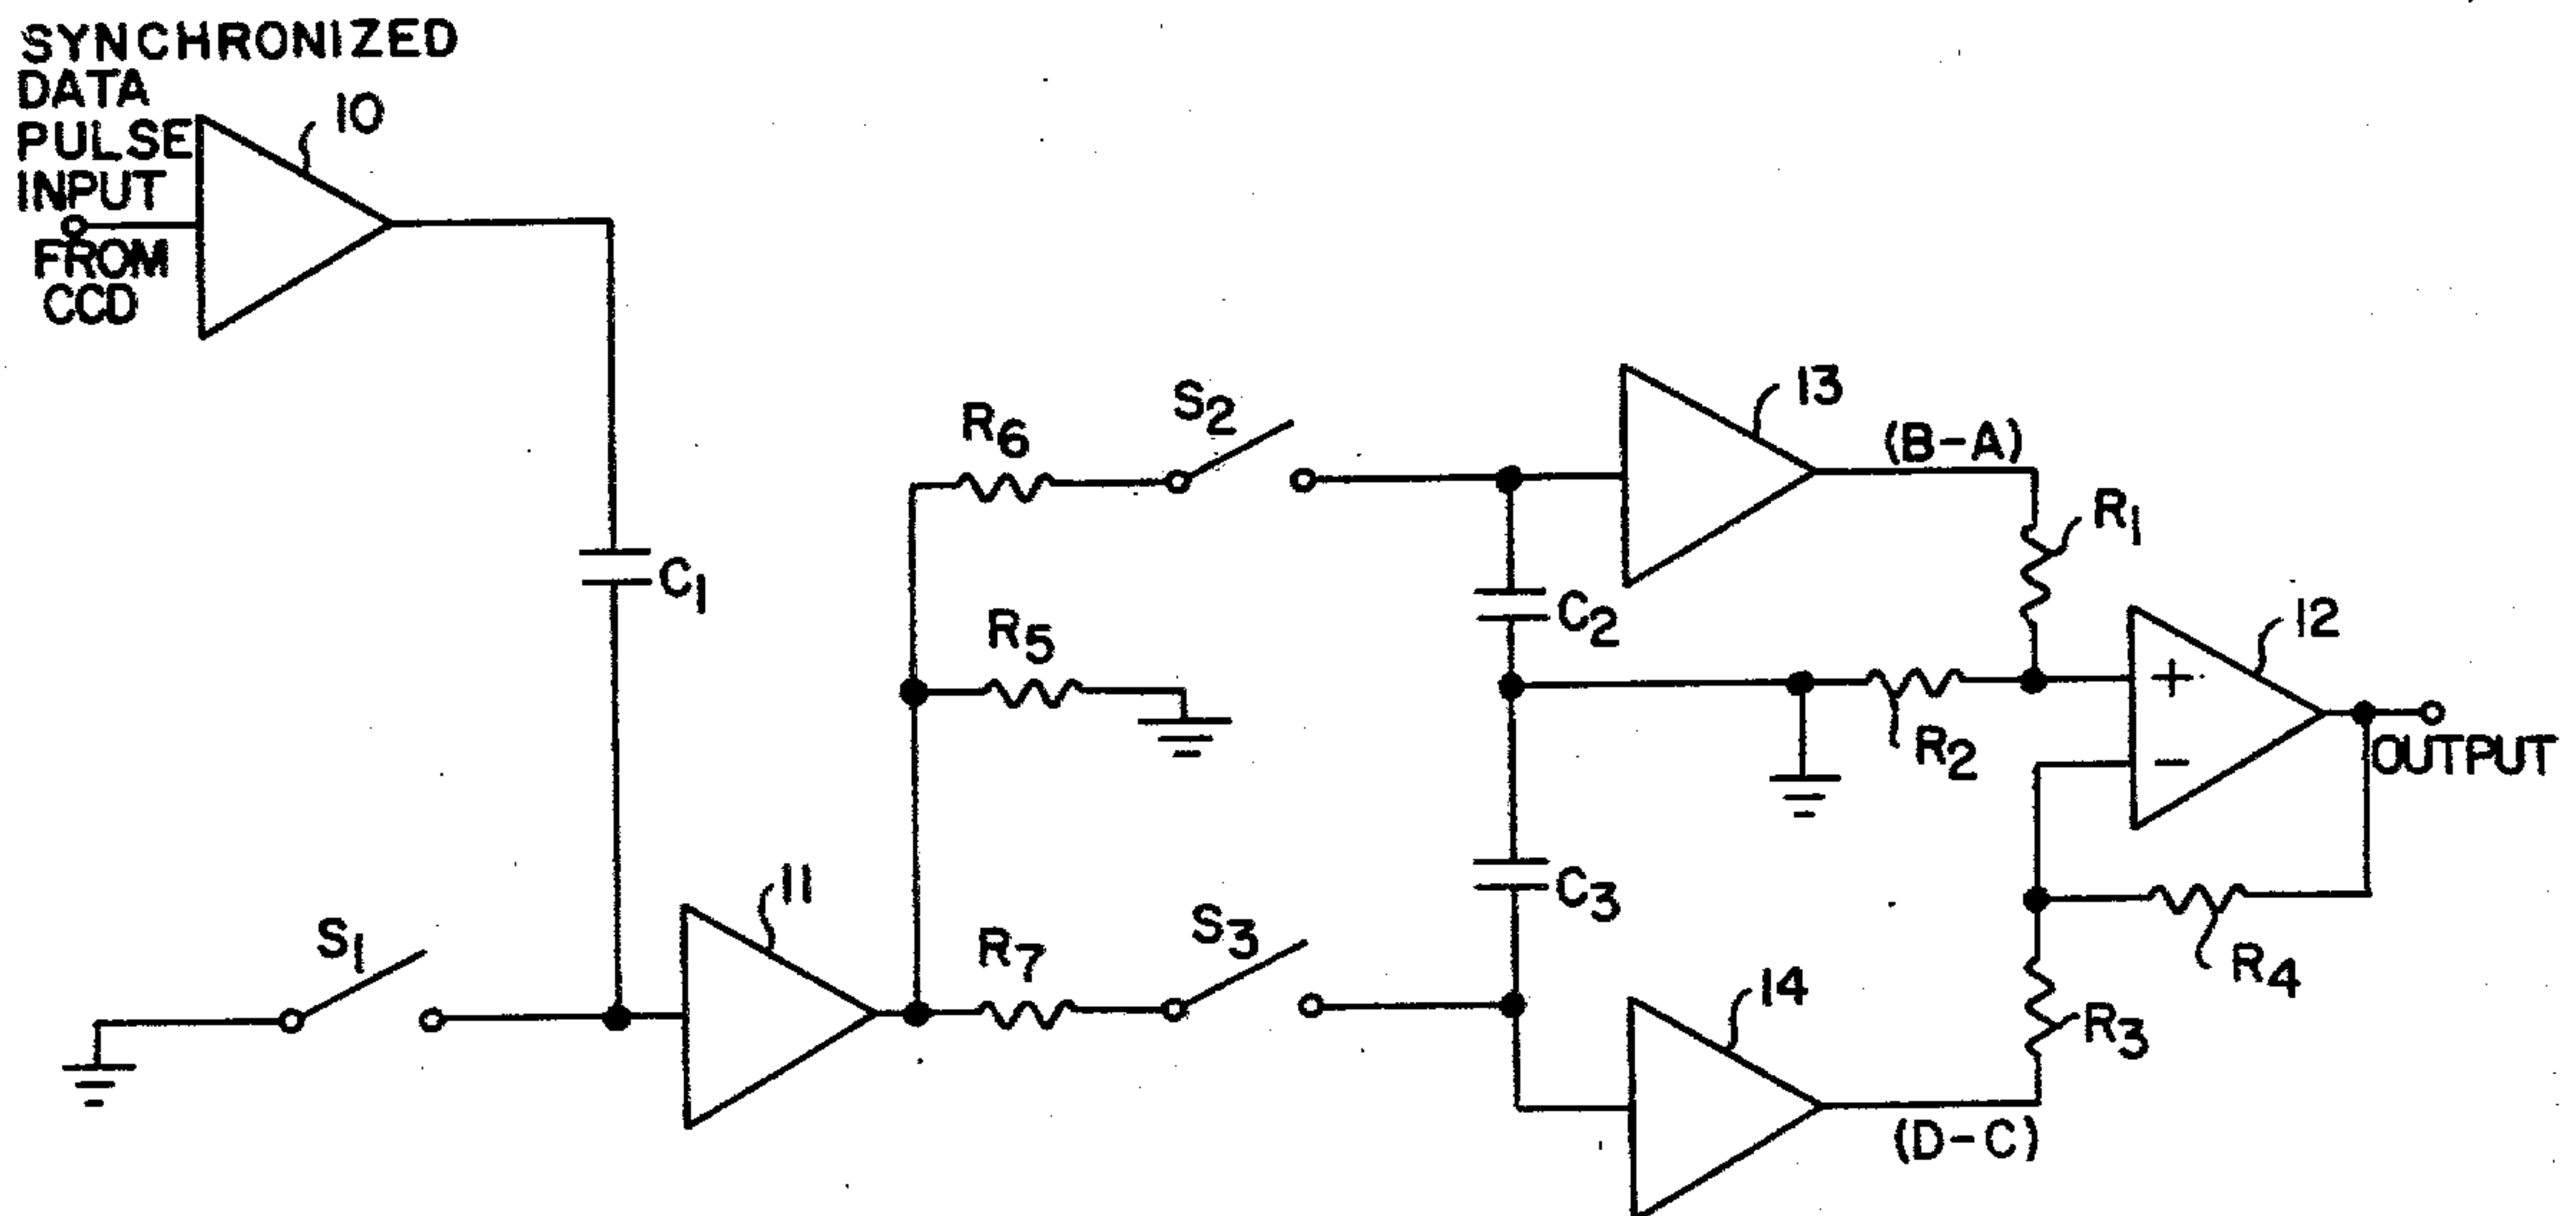 SYNCHRONIZED
DATA
PULSE
INPUT
FROM
CCD
10
C1
S1
11
R6
S2
R5
R7
S3
C2
C3
13
(B-A)
R1
R2
12
+
−
OUTPUT
R4
R3
14
(D-C)